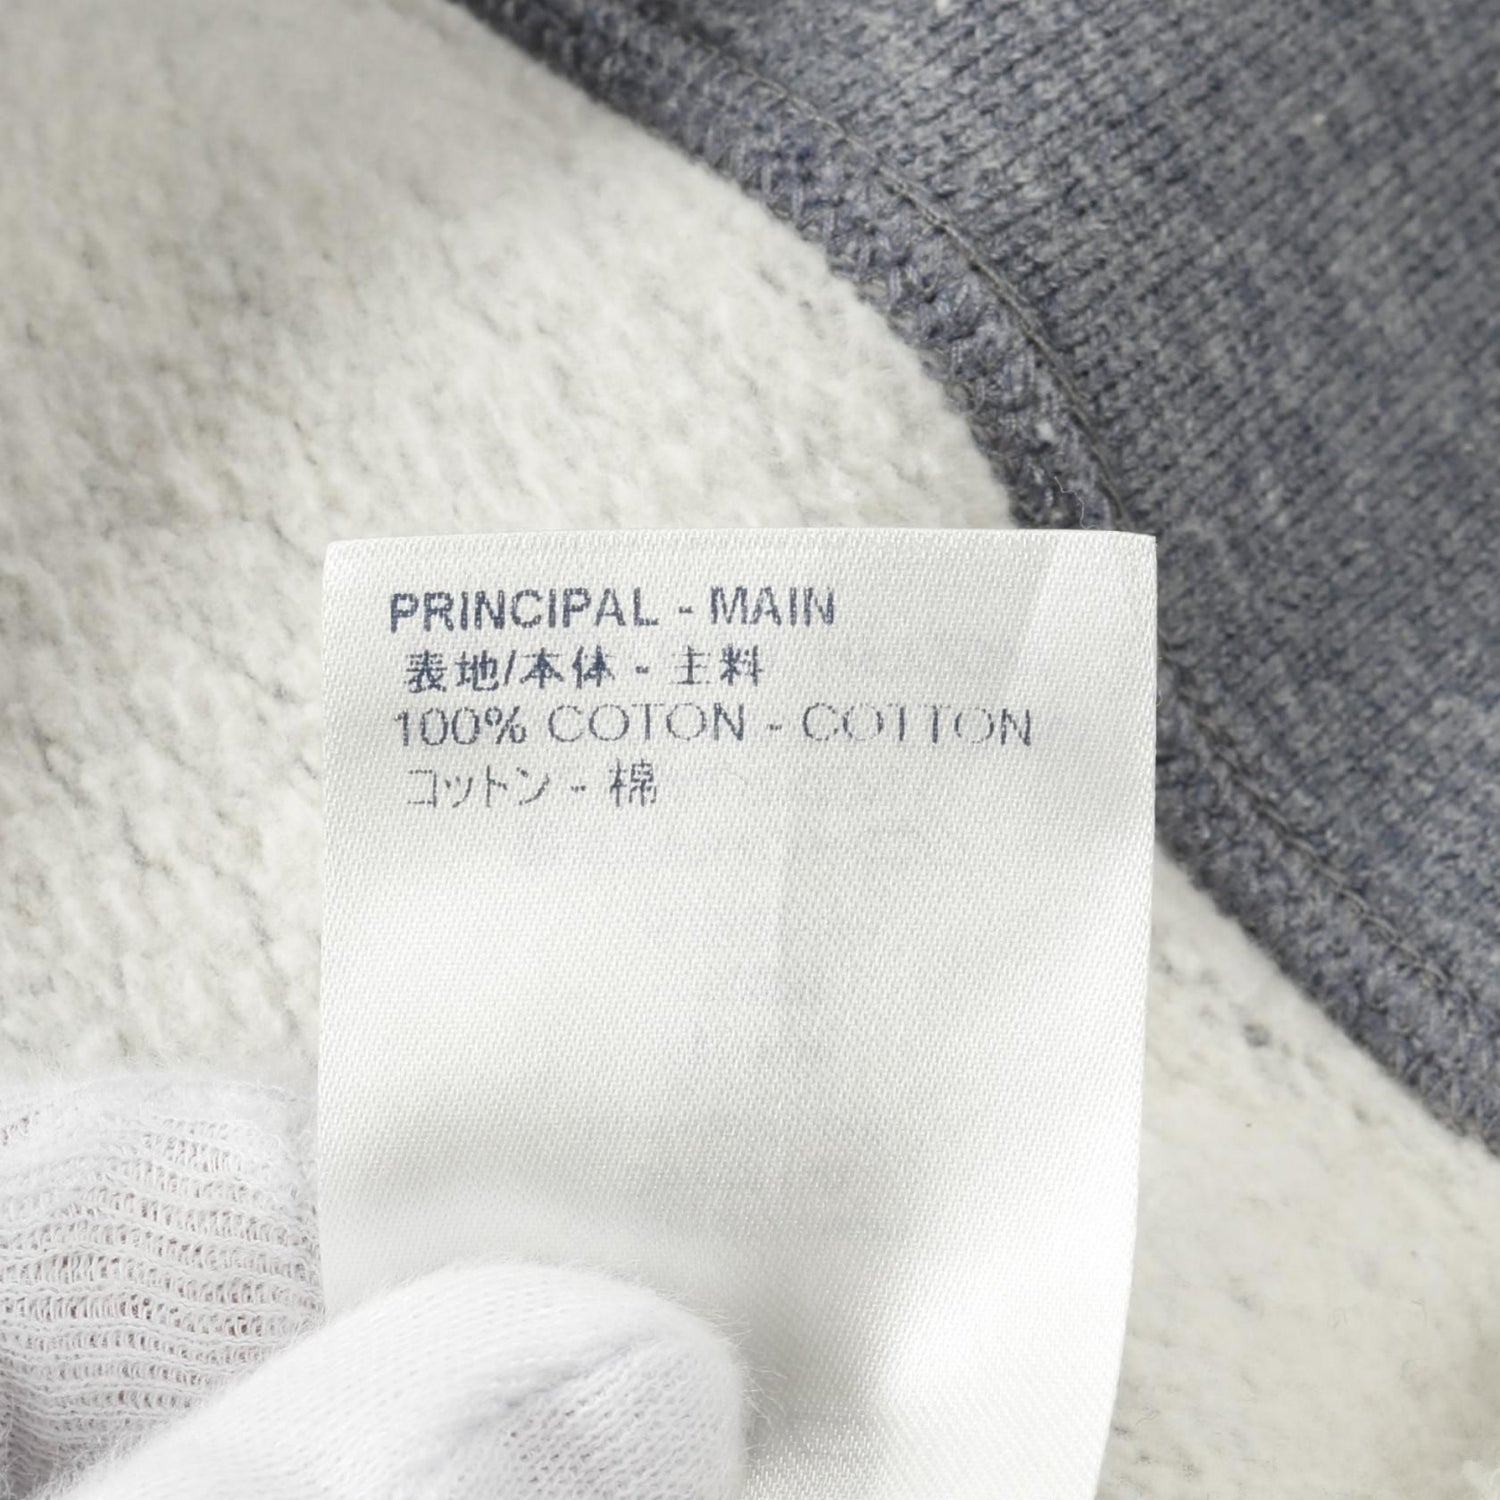 PRINCIPAL - MAIN
表地/本体 - 主料
100% COTON - COTTON
コットン - 棉